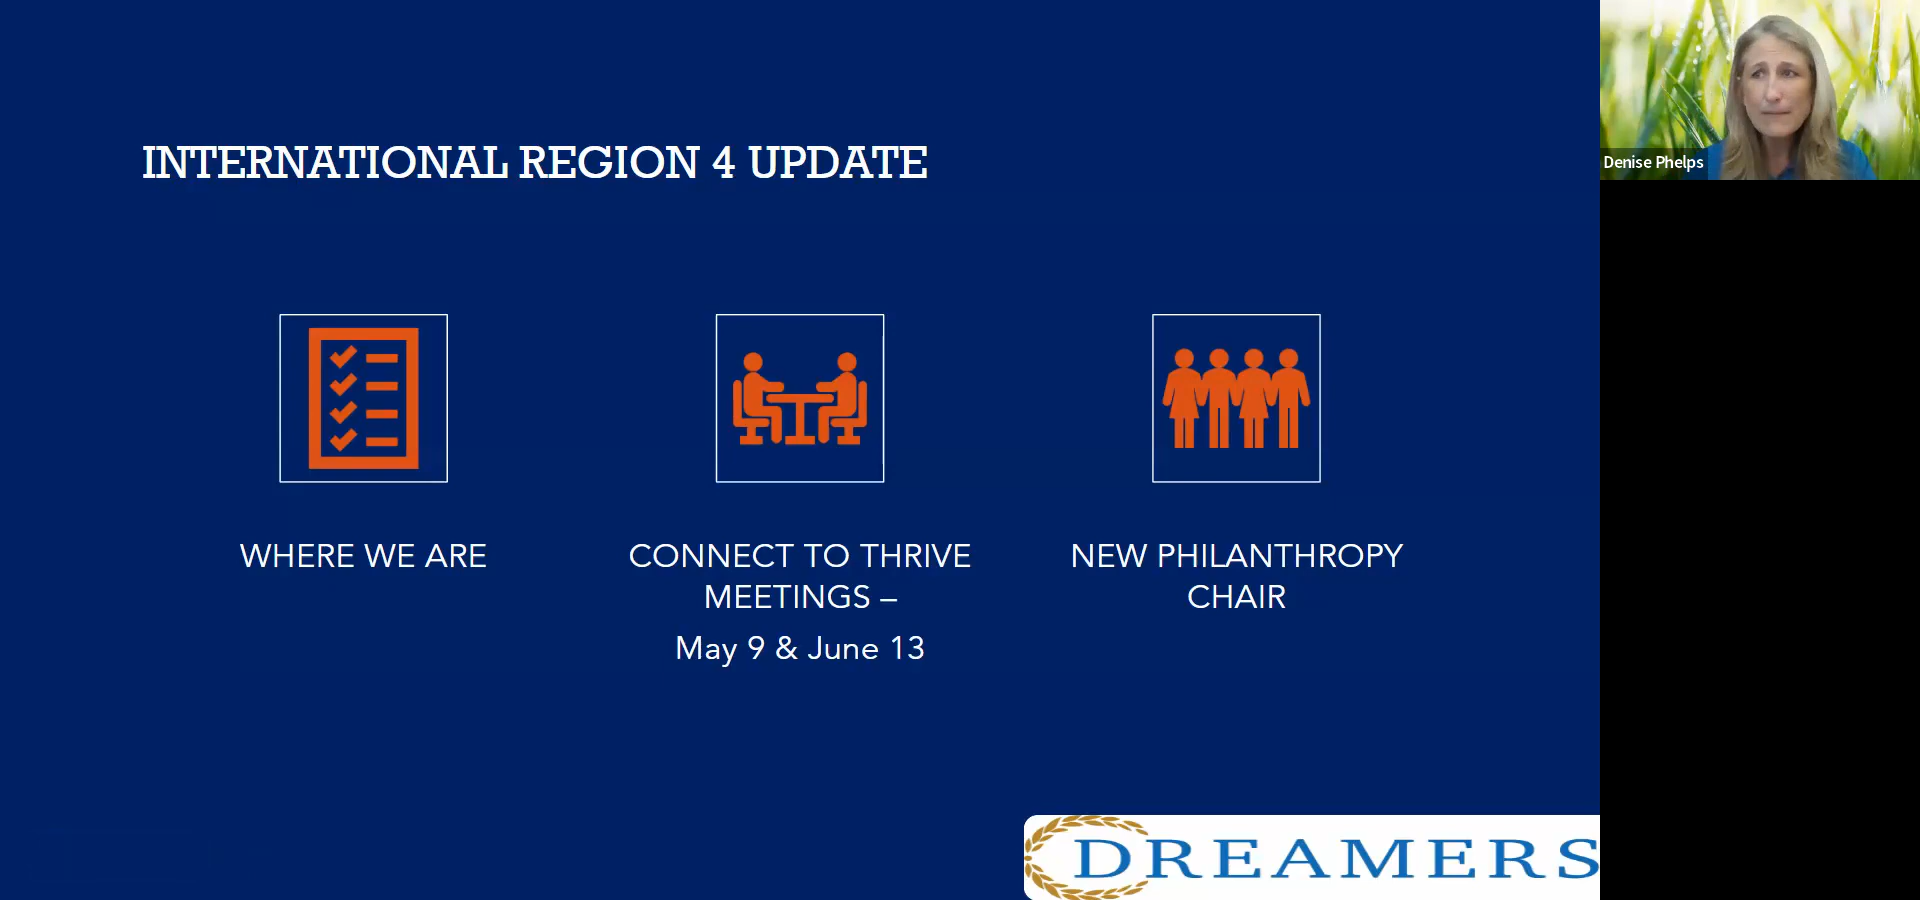 INTERNATIONAL REGION 4 UPDATE
WHERE WE ARE
CONNECT TO THRIVE
MEETINGS –
May 9 & June 13
NEW PHILANTHROPY
CHAIR
DREAMERS
Denise Phelps